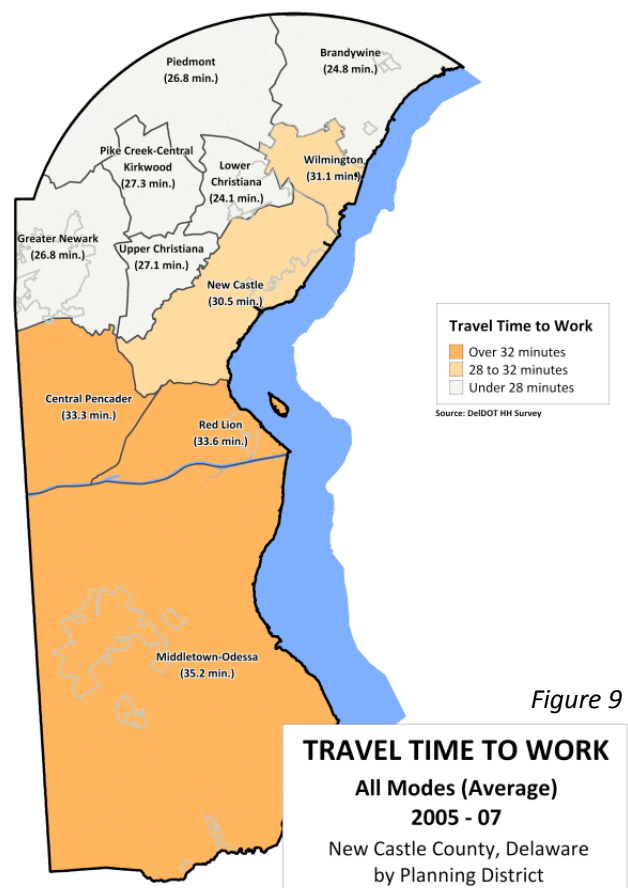 Piedmont
(26.8 min.)
Brandywine
(24.8 min.)
Pike Creek-Central
Kirkwood
(27.3 min.)
Lower
Christiana
(24.1 min.)
Wilmington
(31.1 min.)
Greater Newark
(26.8 min.)
Upper Christiana
(27.1 min.)
New Castle
(30.5 min.)
Travel Time to Work
Over 32 minutes
28 to 32 minutes
Under 28 minutes
Source: DelDOT HH Survey
Central Pencader
(33.3 min.)
Red Lion
(33.6 min.)
Middletown-Odessa
(35.2 min.)
Figure 9
TRAVEL TIME TO WORK
All Modes (Average)
2005 - 07
New Castle County, Delaware
by Planning District